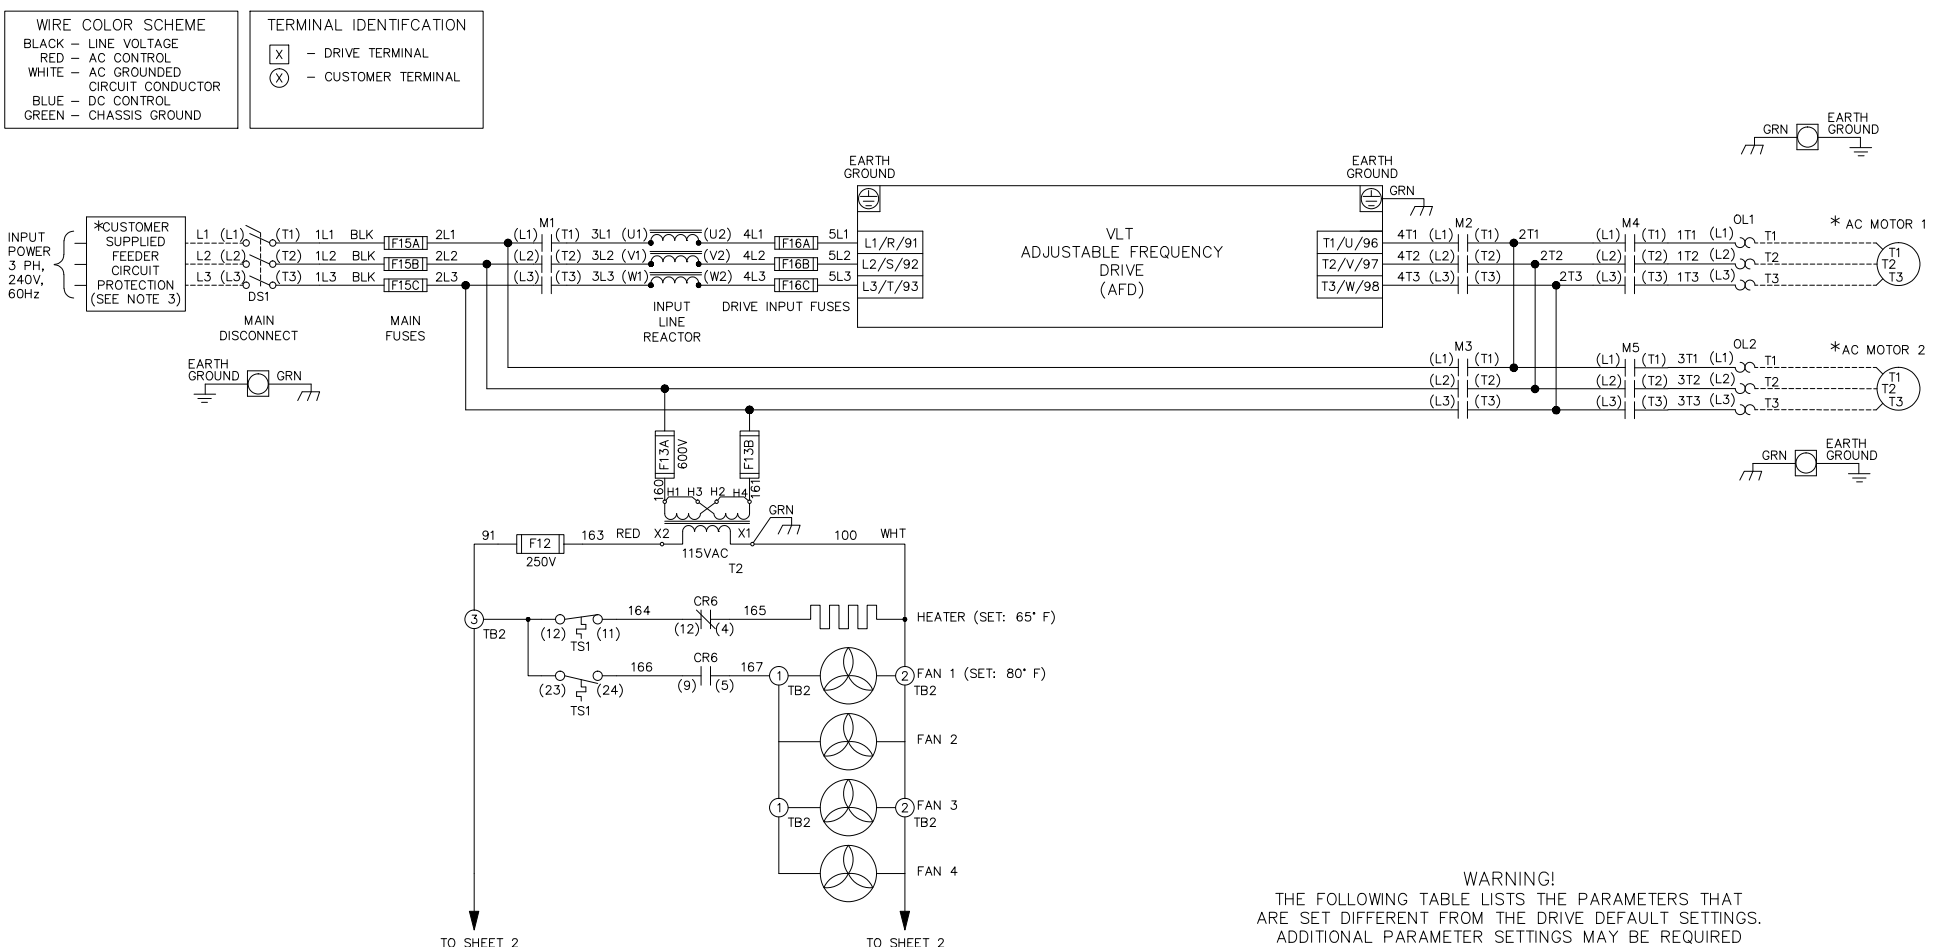 WIRE COLOR SCHEME
BLACK – LINE VOLTAGE
RED – AC CONTROL
WHITE – AC GROUNDED
CIRCUIT CONDUCTOR
BLUE – DC CONTROL
GREEN – CHASSIS GROUND
TERMINAL IDENTIFCATION
X – DRIVE TERMINAL
X – CUSTOMER TERMINAL
GRN
EARTH
GROUND
INPUT
POWER
3 PH,
240V,
60Hz
*CUSTOMER
SUPPLIED
FEEDER
CIRCUIT
PROTECTION
(SEE NOTE 3)
L1 (L1) (T1) 1L1 BLK F15A 2L1 (L1) M1 (T1) 3L1 (U1) (U2) 4L1 F16A 5L1 L1/R/91
L2 (L2) 1L2 BLK F15B 2L2 (L2) (T2) 3L2 (V1) (V2) 4L2 F16B 5L2 L2/S/92
L3 (L3) (T3) 1L3 BLK F15C 2L3 (L3) (T3) 3L3 (W1) (W2) 4L3 F16C 5L3 L3/T/93
DS1
MAIN
DISCONNECT
MAIN
FUSES
INPUT
LINE
REACTOR
DRIVE INPUT FUSES
EARTH
GROUND
EARTH
GROUND
GRN
VLT
ADJUSTABLE FREQUENCY
DRIVE
(AFD)
T1/U/96 4T1 (L1) M2 (T1) 2T1 (L1) M4 (T1) 1T1 (L1) OL1 T1
T2/V/97 4T2 (L2) (T2) 2T2 (L2) (T2) 1T2 (L2) T2
T3/W/98 4T3 (L3) (T3) 2T3 (L3) (T3) 1T3 (L3) T3
* AC MOTOR 1
T1
T2
T3
EARTH
GROUND
GRN
(L1) M3 (T1) (L1) M5 (T1) 3T1 (L1) OL2 T1
(L2) (T2) (L2) (T2) 3T2 (L2) T2
(L3) (T3) (L3) (T3) 3T3 (L3) T3
*AC MOTOR 2
T1
T2
T3
GRN
EARTH
GROUND
F13A
600V
F13B
160
161
H1 H3 H2 H4
GRN
91 F12 163 RED X2 X1 100 WHT
250V
115VAC
T2
3
TB2
(12) (11)
TS1
164
CR6
(12) (4)
165
HEATER (SET: 65° F)
(23) (24)
TS1
166
CR6
(9) (5)
167
1
TB2
2
TB2
FAN 1 (SET: 80° F)
FAN 2
1
TB2
2
TB2
FAN 3
FAN 4
TO SHEET 2
TO SHEET 2
WARNING!
THE FOLLOWING TABLE LISTS THE PARAMETERS THAT
ARE SET DIFFERENT FROM THE DRIVE DEFAULT SETTINGS.
ADDITIONAL PARAMETER SETTINGS MAY BE REQUIRED